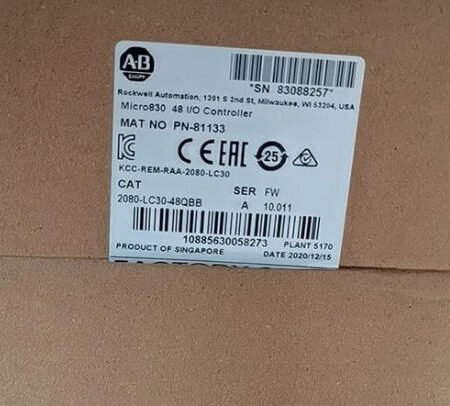 A·B
QUALITY
*SN 83088257*
Rockwell Automation, 1201 S 2nd St, Milwaukee, WI 53204, USA
Micro830 48 I/O Controller
MAT NO PN-81133
CE EAC 25
KCC-REM-RAA-2080-LC30
CAT SER FW
2080-LC30-48QBB A 10.011
10885630058273 PLANT 5170
PRODUCT OF SINGAPORE DATE 2020/12/15